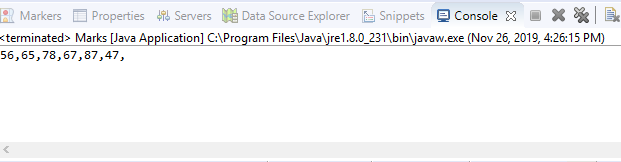 Markers Properties Servers Data Source Explorer Snippets Console
<terminated> Marks [Java Application] C:\Program Files\Java\jre1.8.0_231\bin\javaw.exe (Nov 26, 2019, 4:26:15 PM)
56,65,78,67,87,47,